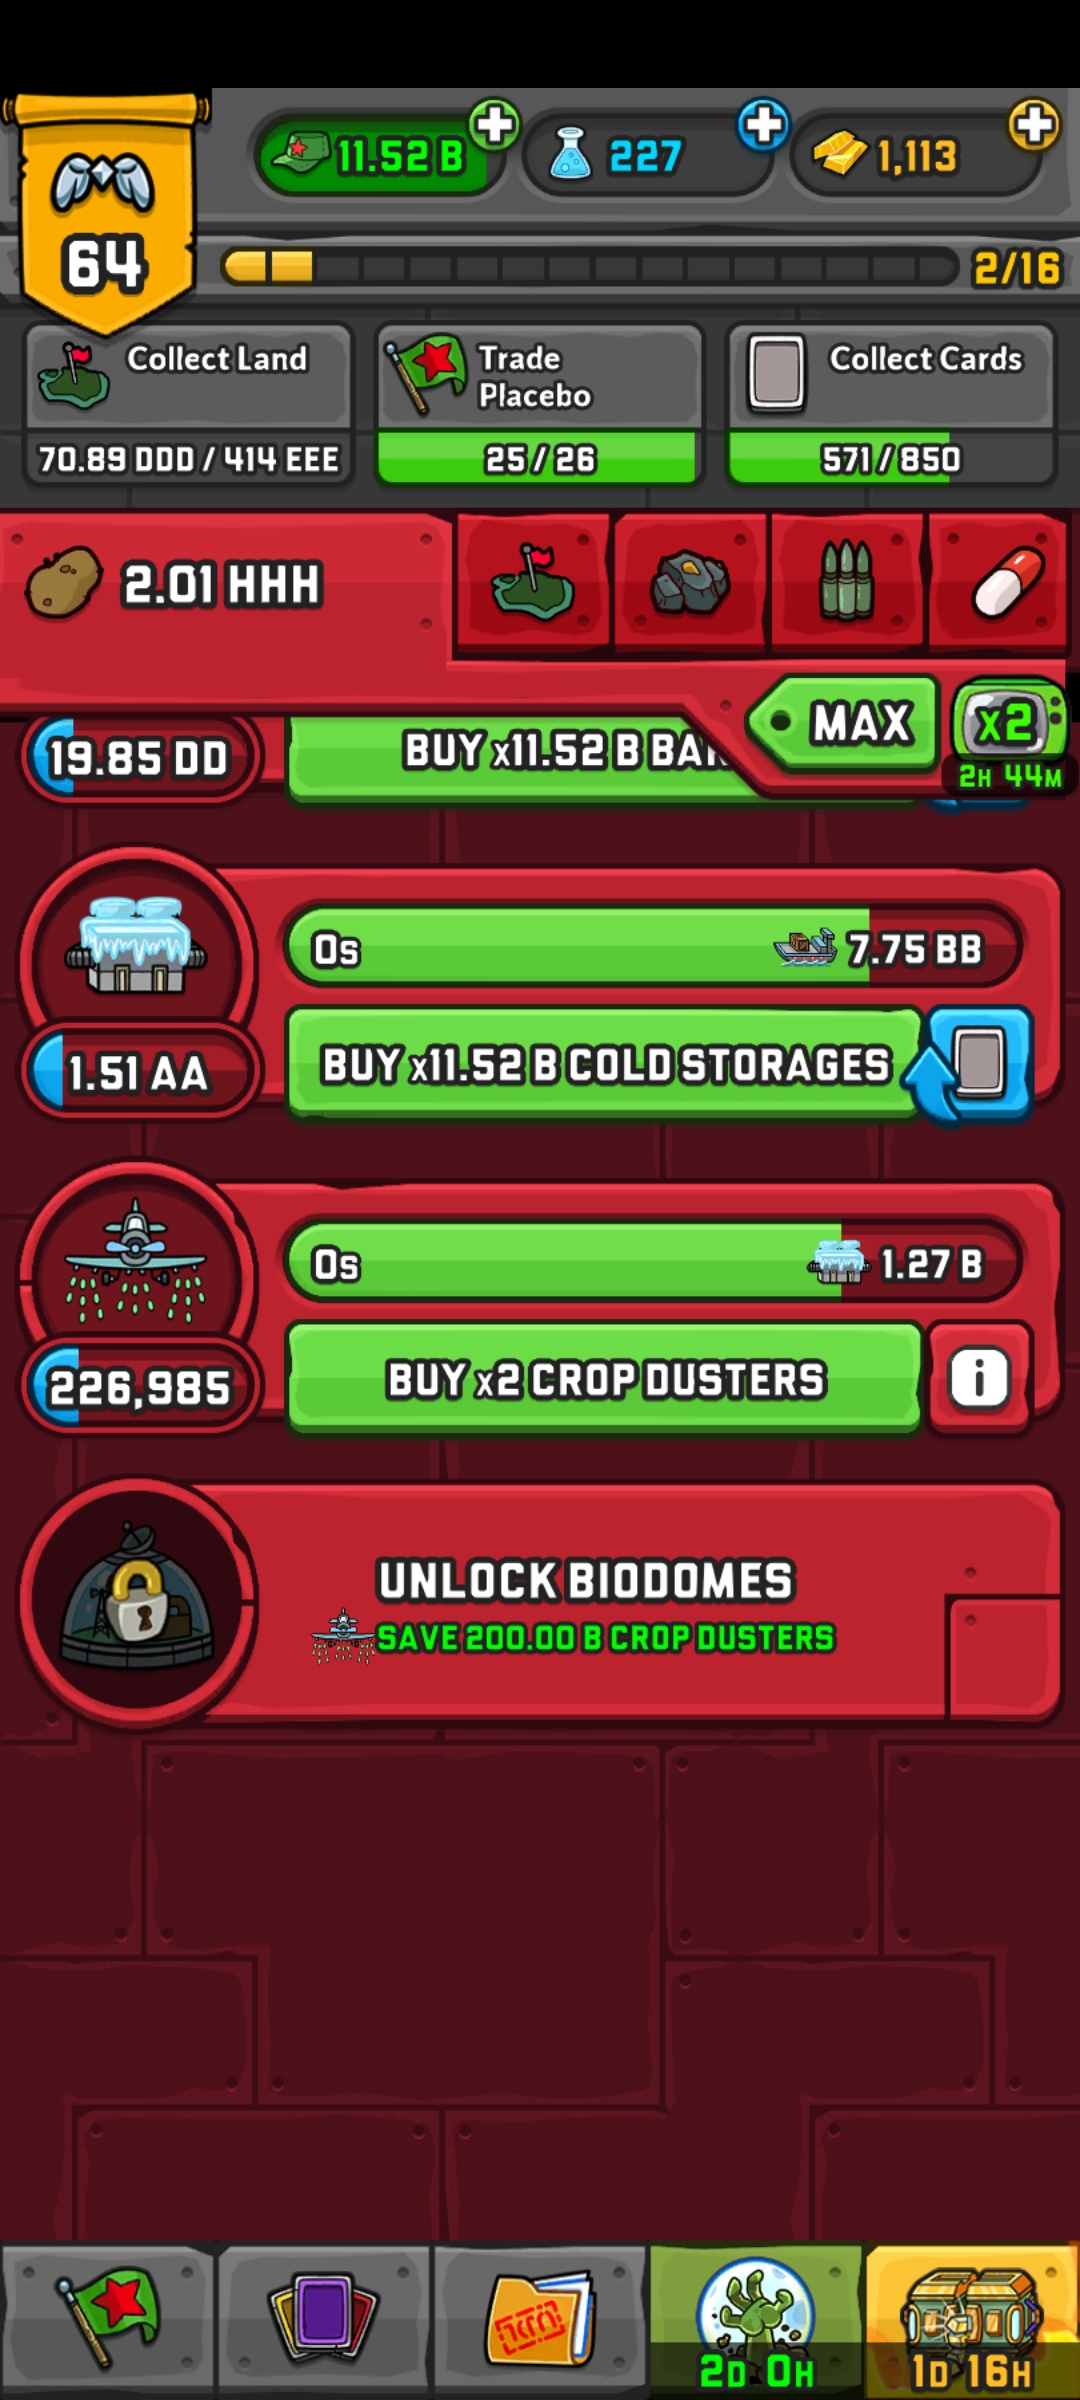 11.52 B
227
1,113
64
2/16
Collect Land
70.89 DDD / 414 EEE
Trade
Placebo
25 / 26
Collect Cards
571 / 850
2.01 HHH
MAX
x2
2H 44M
19.85 DD
BUY x11.52 B
0s
7.75 BB
1.51 AA
BUY x11.52 B COLD STORAGES
0s
1.27 B
226,985
BUY x2 CROP DUSTERS
i
UNLOCK BIODOMES
SAVE 200.00 B CROP DUSTERS
2D 0H
1D 16H